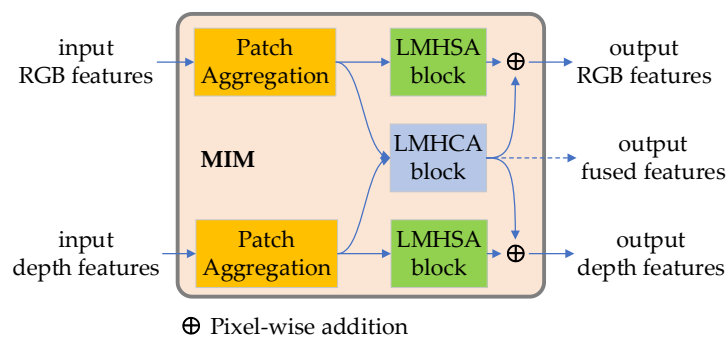 input
RGB features
Patch
Aggregation
LMHSA
block
output
RGB features
MIM
LMHCA
block
output
fused features
input
depth features
Patch
Aggregation
LMHSA
block
output
depth features
⊕ Pixel-wise addition